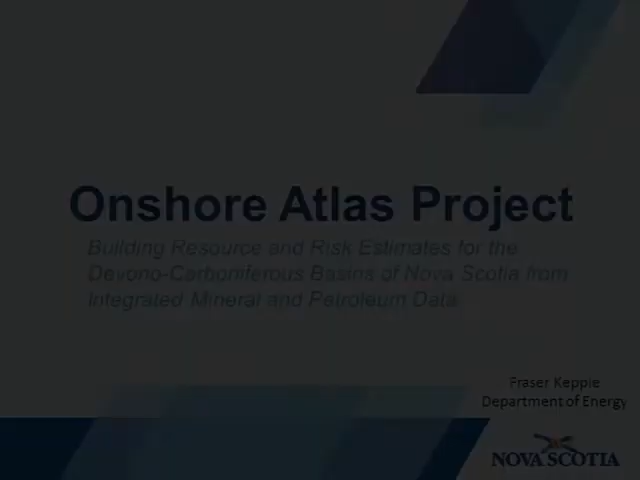 Onshore Atlas Project
Building Resource and Risk Estimates for the
Devono-Carboniferous Basins of Nova Scotia from
Integrated Mineral and Petroleum Data
Fraser Keppie
Department of Energy
NOVA SCOTIA